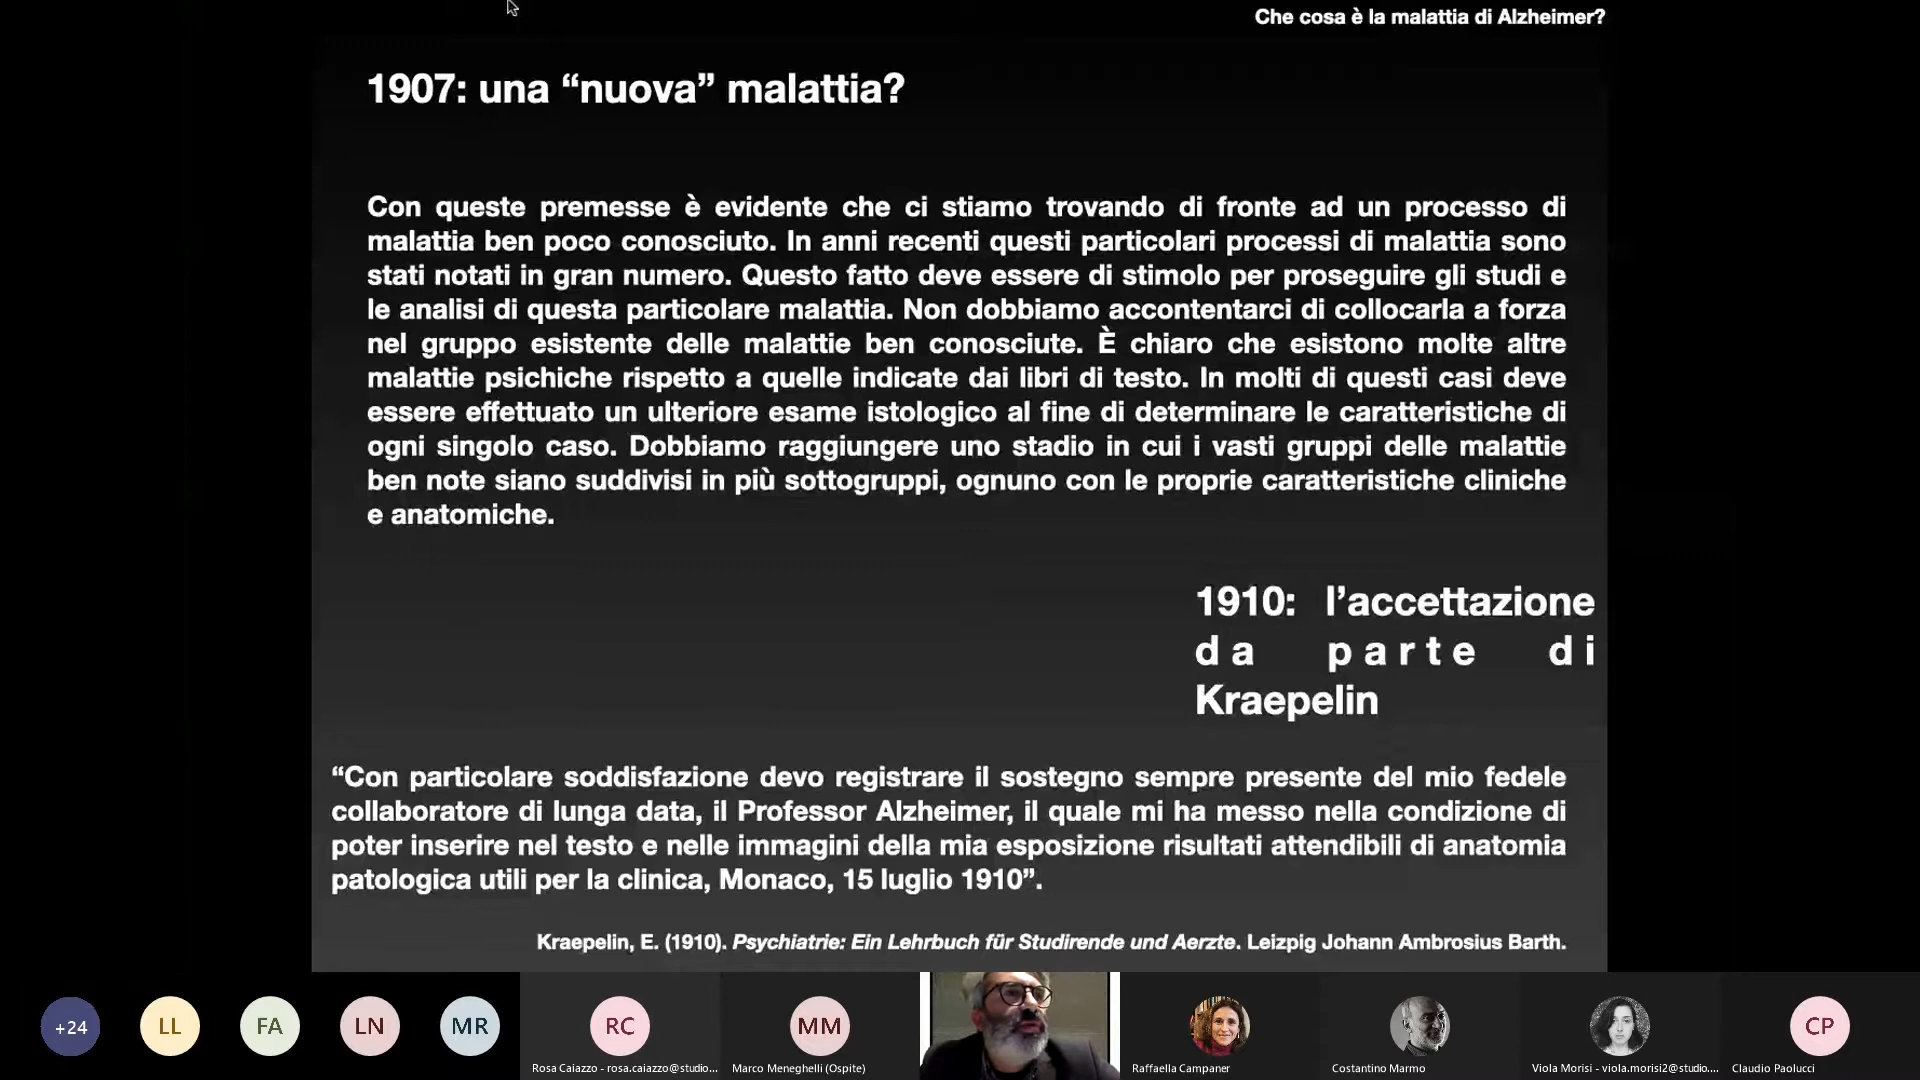 Che cosa è la malattia di Alzheimer?
1907: una “nuova” malattia?
Con queste premesse è evidente che ci stiamo trovando di fronte ad un processo di
malattia ben poco conosciuto. In anni recenti questi particolari processi di malattia sono
stati notati in gran numero. Questo fatto deve essere di stimolo per proseguire gli studi e
le analisi di questa particolare malattia. Non dobbiamo accontentarci di collocarla a forza
nel gruppo esistente delle malattie ben conosciute. È chiaro che esistono molte altre
malattie psichiche rispetto a quelle indicate dai libri di testo. In molti di questi casi deve
essere effettuato un ulteriore esame istologico al fine di determinare le caratteristiche di
ogni singolo caso. Dobbiamo raggiungere uno stadio in cui i vasti gruppi delle malattie
ben note siano suddivisi in più sottogruppi, ognuno con le proprie caratteristiche cliniche
e anatomiche.
1910: l’accettazione
da parte di
Kraepelin
“Con particolare soddisfazione devo registrare il sostegno sempre presente del mio fedele
collaboratore di lunga data, il Professor Alzheimer, il quale mi ha messo nella condizione di
poter inserire nel testo e nelle immagini della mia esposizione risultati attendibili di anatomia
patologica utili per la clinica, Monaco, 15 luglio 1910”.
Kraepelin, E. (1910). Psychiatrie: Ein Lehrbuch für Studirende und Aerzte. Leizpig Johann Ambrosius Barth.
+24 LL FA LN MR RC MM CP
Rosa Caiazzo - rosa.caiazzo@studio... Marco Meneghelli (Ospite) Raffaella Campaner Costantino Marmo Viola Morisi - viola.morisi2@studio.... Claudio Paolucci